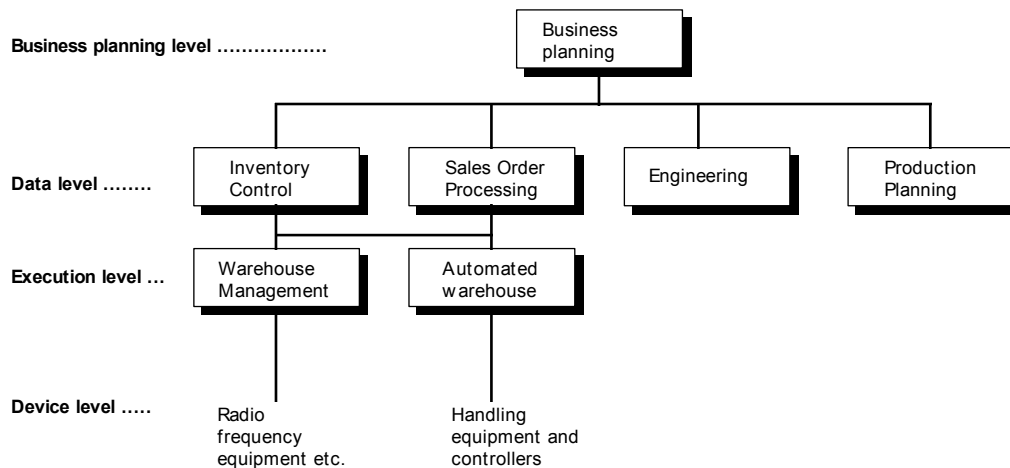 Business planning level ..................
Business
planning
Data level ........
Inventory
Control
Sales Order
Processing
Engineering
Production
Planning
Execution level ...
Warehouse
Management
Automated
warehouse
Device level .....
Radio
frequency
equipment etc.
Handling
equipment and
controllers